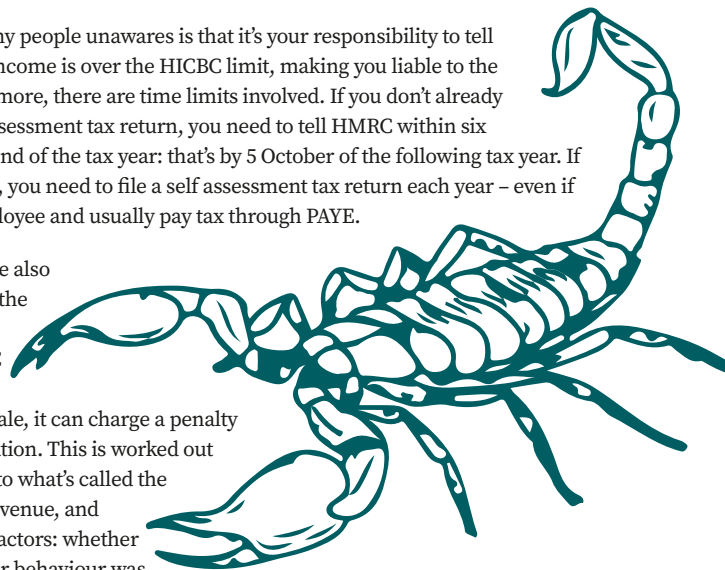 ny people unawares is that it's your responsibility to tell
ncome is over the HICBC limit, making you liable to the
more, there are time limits involved. If you don't already
ssessment tax return, you need to tell HMRC within six
nd of the tax year: that's by 5 October of the following tax year. If
, you need to file a self assessment tax return each year – even if
loyee and usually pay tax through PAYE.
e also
the
ale, it can charge a penalty
tion. This is worked out
to what's called the
venue, and
actors: whether
r behaviour was